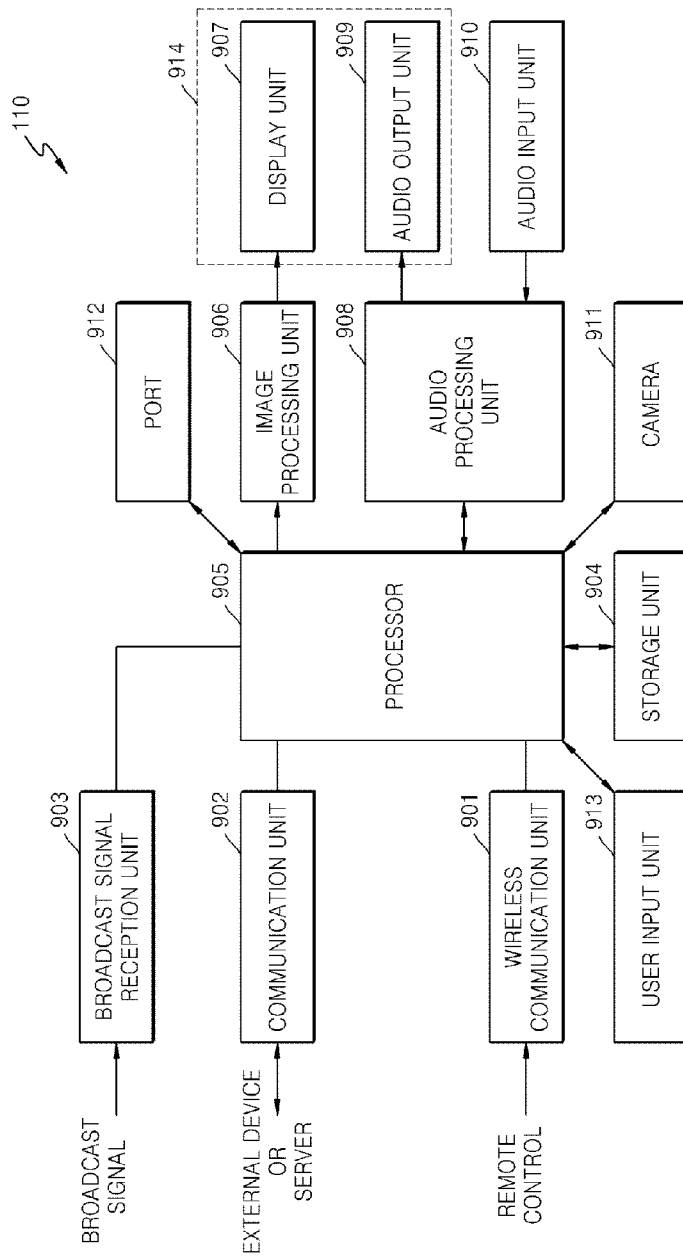 110
BROADCAST
SIGNAL
903
BROADCAST SIGNAL
RECEPTION UNIT
EXTERNAL DEVICE
OR
SERVER
902
COMMUNICATION UNIT
REMOTE
CONTROL
901
WIRELESS
COMMUNICATION UNIT
913
USER INPUT UNIT
905
PROCESSOR
904
STORAGE UNIT
912
PORT
906
IMAGE
PROCESSING UNIT
908
AUDIO
PROCESSING
UNIT
911
CAMERA
914
907
DISPLAY UNIT
909
AUDIO OUTPUT UNIT
910
AUDIO INPUT UNIT